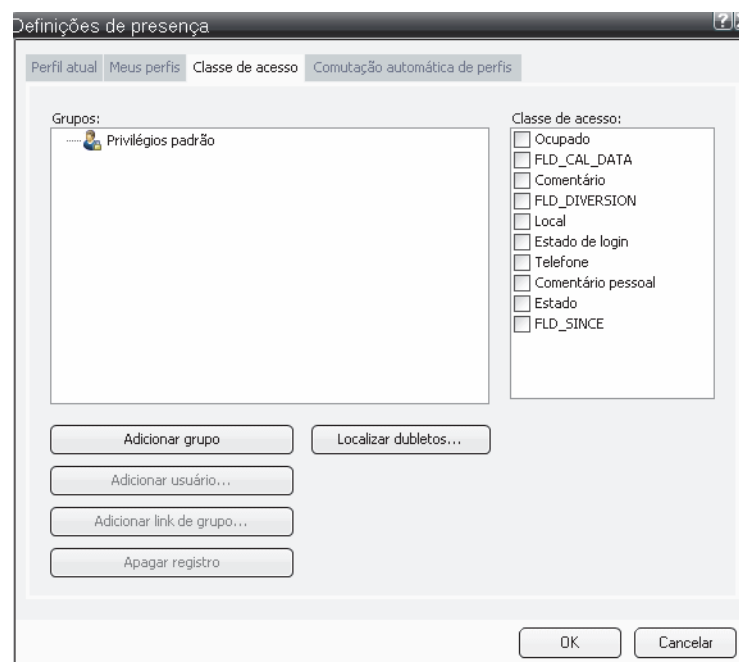 Definições de presença
Perfil atual Meus perfis Classe de acesso Comutação automática de perfis
Grupos:
Privilégios padrão
Classe de acesso:
Ocupado
FLD_CAL_DATA
Comentário
FLD_DIVERSION
Local
Estado de login
Telefone
Comentário pessoal
Estado
FLD_SINCE
Adicionar grupo
Localizar dubletos...
Adicionar usuário...
Adicionar link de grupo...
Apagar registro
OK
Cancelar